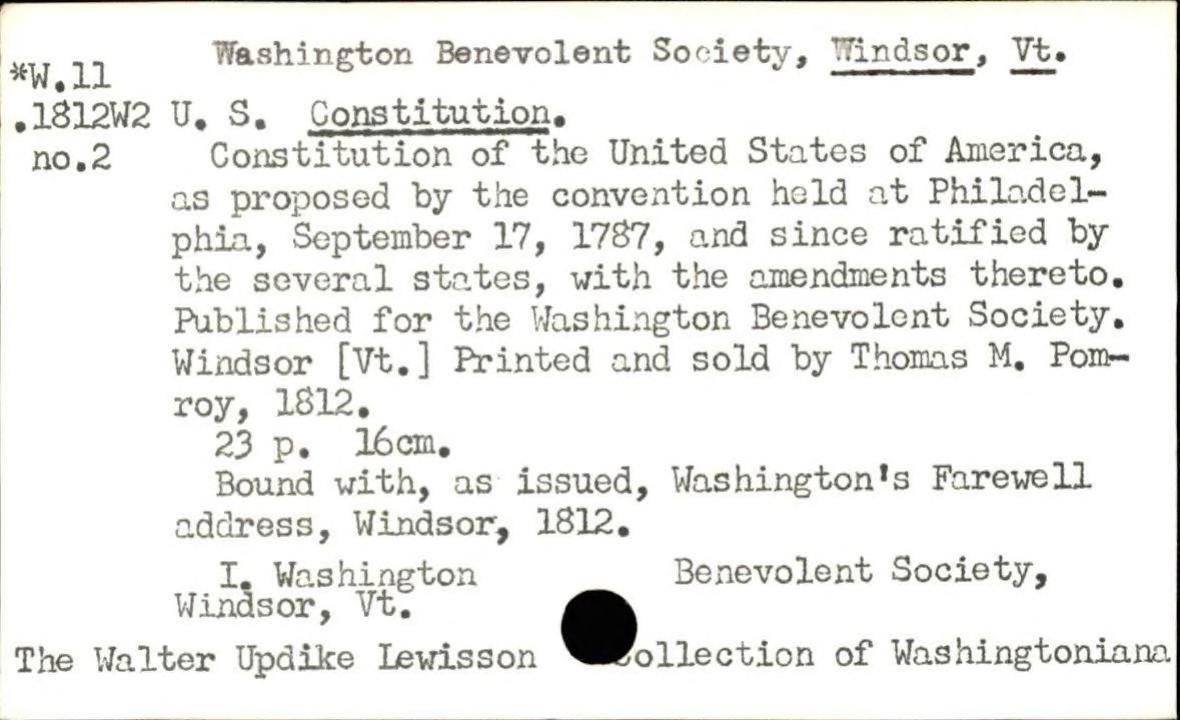 Washington Benevolent Society, Windsor, Vt.
*W.11
.1812W2 U. S. Constitution.
no.2 Constitution of the United States of America,
as proposed by the convention held at Philadel-
phia, September 17, 1787, and since ratified by
the several states, with the amendments thereto.
Published for the Washington Benevolent Society.
Windsor [Vt.] Printed and sold by Thomas M. Pom-
roy, 1812.
23 p. 16cm.
Bound with, as issued, Washington's Farewell
address, Windsor, 1812.
I. Washington Benevolent Society,
Windsor, Vt.
The Walter Updike Lewisson Collection of Washingtoniana